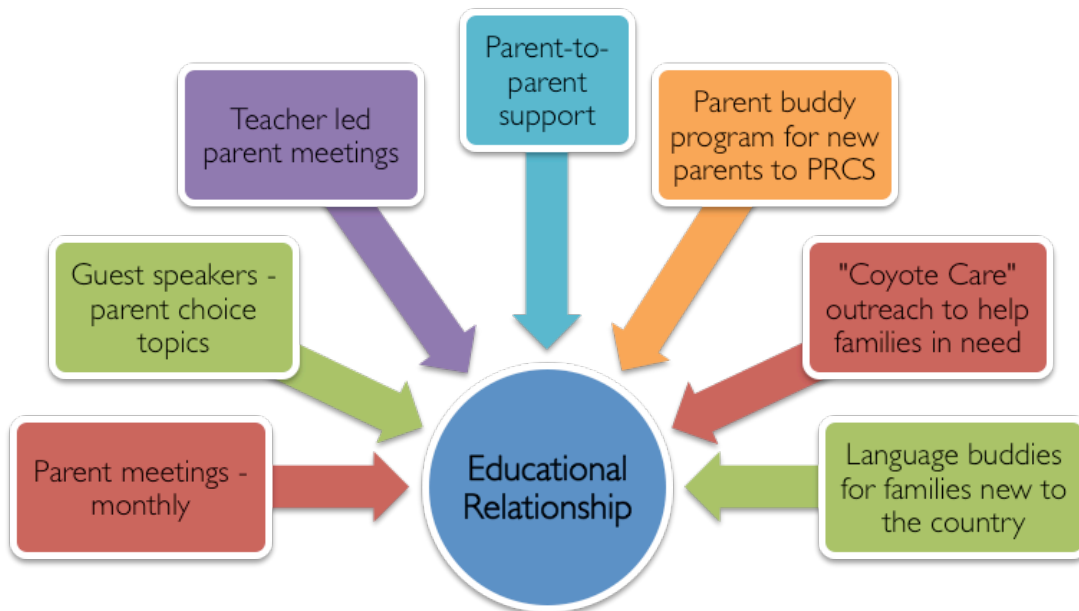 Parent meetings -
monthly
Guest speakers -
parent choice
topics
Teacher led
parent meetings
Parent-to-
parent
support
Parent buddy
program for new
parents to PRCS
"Coyote Care"
outreach to help
families in need
Language buddies
for families new to
the country
Educational
Relationship